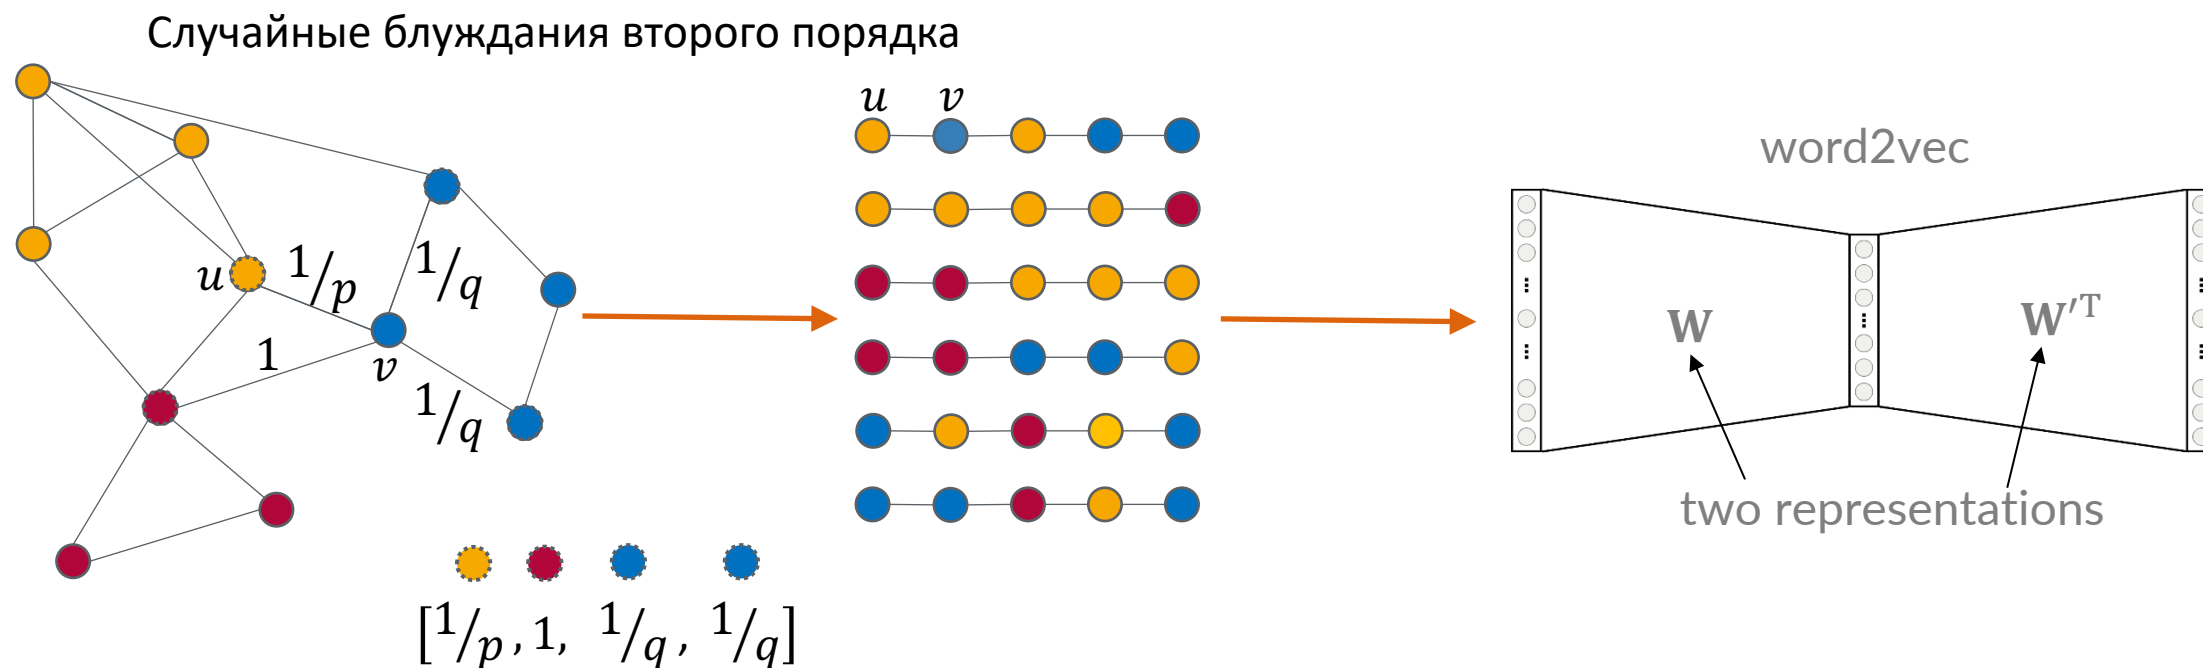 Случайные блуждания второго порядка
u v
word2vec
u 1/p 1/q
1 v
1/q
W W′ᵀ
two representations
[1/p, 1, 1/q, 1/q]